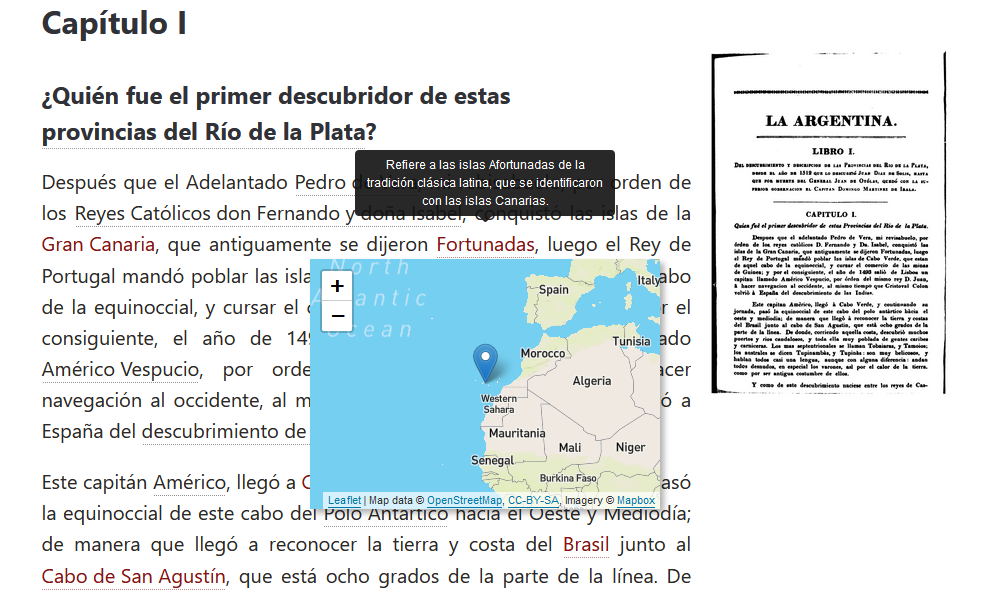 Capítulo I
¿Quién fue el primer descubridor de estas
provincias del Río de la Plata?
Después que el Adelantado Pedro d orden de
los Reyes Católicos don Fernando y doña Isabel, conquistó las islas de la
Gran Canaria, que antiguamente se dijeron Fortunadas, luego el Rey de
Portugal mandó poblar las isla abo
de la equinoccial, y cursar el r el
consiguiente, el año de 149 ado
Américo Vespucio, por orde acer
navegación al occidente, al m ó a
España del descubrimiento de
Este capitán Américo, llegó a C asó
la equinoccial de este cabo del Polo Antártico hacia el Oeste y Mediodía;
de manera que llegó a reconocer la tierra y costa del Brasil junto al
Cabo de San Agustín, que está ocho grados de la parte de la línea. De
Refiere a las islas Afortunadas de la
tradición clásica latina, que se identificaron
con las islas Canarias.
+
−
North
Atlantic
Ocean
Spain
Italy
Morocco
Tunisia
Algeria
Western
Sahara
Mauritania
Mali
Niger
Senegal
Burkina Faso
Leaflet | Map data © OpenStreetMap, CC-BY-SA, Imagery © Mapbox
LA ARGENTINA.
LIBRO I.
DEL DESCUBRIMIENTO Y DESCRIPCION DE LAS PROVINCIAS DEL RIO DE LA PLATA,
DESDE EL AÑO DE 1512 QUE LO DESCUBRIÓ JUAN DIAZ DE SOLIS, HASTA
QUE POR MUERTE DEL GENERAL JUAN DE QUEDÓ CON LA SU-
PERIOR GOBERNACION EL CAPITAN DOMINGO MARTINEZ DE IRALA.
CAPITULO I.
Quien fué el primer descubridor de estas Provincias del Rio de la Plata.
Despues que el Adelantado Pedro de Vera, mi revisabuelo, por
órden de los reyes católicos D. Fernando y Da. Isabel, conquistó las
islas de la Gran Canaria, que antiguamente se dijeron Fortunadas, luego
el Rey de Portugal mandó poblar las islas de Cabo Verde, que estan
de aquel cabo de la equinoccial, y cursar el comercio de las minas
de Guinea; y por el consiguiente, el año de 1493 salió de Lisboa un
capitan llamado Américo Vespucio, por órden del mismo rey D. Juan,
à hacer navegacion al occidente, al mismo tiempo que Cristoval Colon
volvió à España del descubrimiento de las Indias.
Este capitan Américo, llegó à Cabo Verde, y continuando su
jornada, pasó la equinoccial de este cabo del polo antártico hàcia el
oeste y mediodia; de manera que llegó à reconocer la tierra y costas
del Brasil junto al cabo de San Agustin, que está ocho grados de la
parte de la línea. De donde, corriendo aquella costa, descubrió muchos
puertos y rios caudalosos, y toda ella muy poblada de gentes caribes
y carniceras. Los mas septentrionales se llaman Tobayaras, y Tamoios;
los australes se dicen Tupinambás, y Tupinás: son muy belicosos, y
hablan todos casi una lengua, aunque con alguna diferencia: andan
todos desnudos, en especial los varones, asi por el calor de la tierra,
como por ser antigua costumbre de ellos.
Y como de este descubrimiento naciese entre los reyes de Cas-